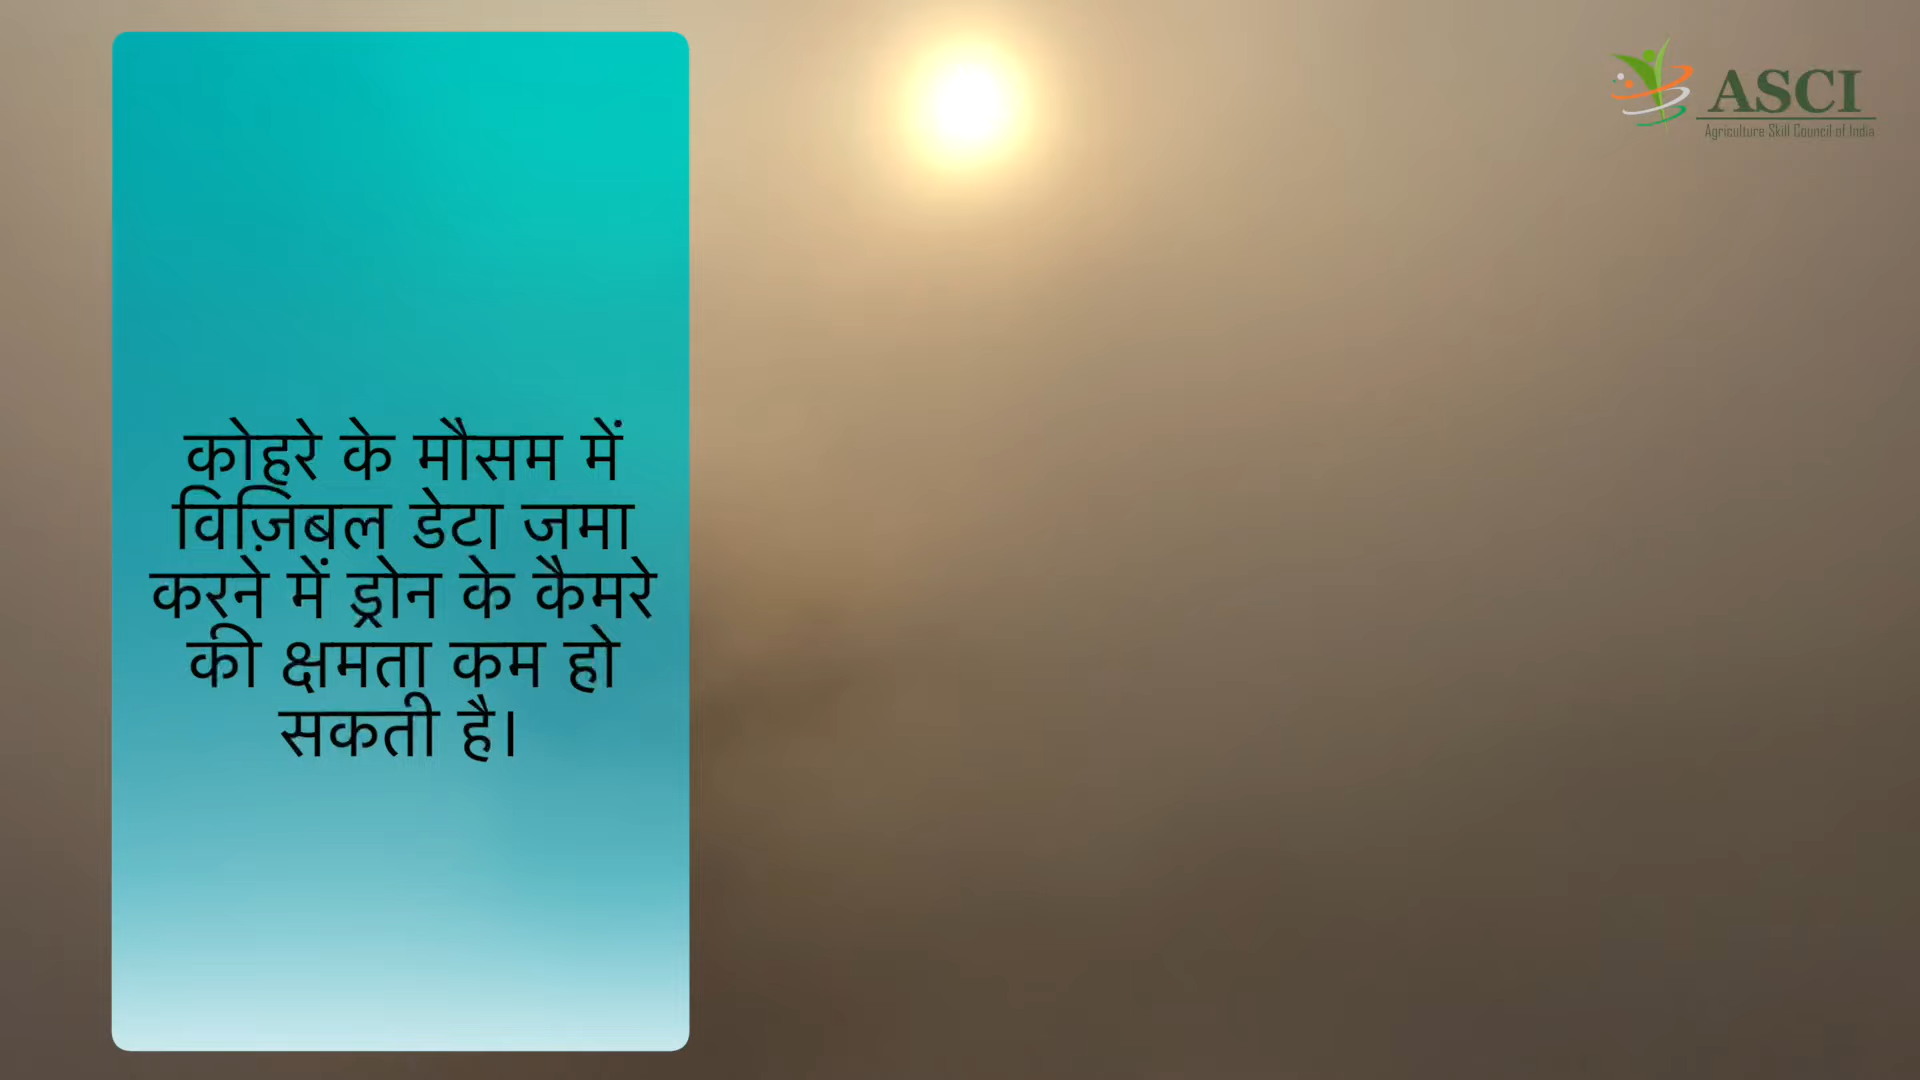 कोहरे के मौसम में
विज़िबल डेटा जमा
करने में ड्रोन के कैमरे
की क्षमता कम हो
सकती है।
ASCI
Agriculture Skill Council of India